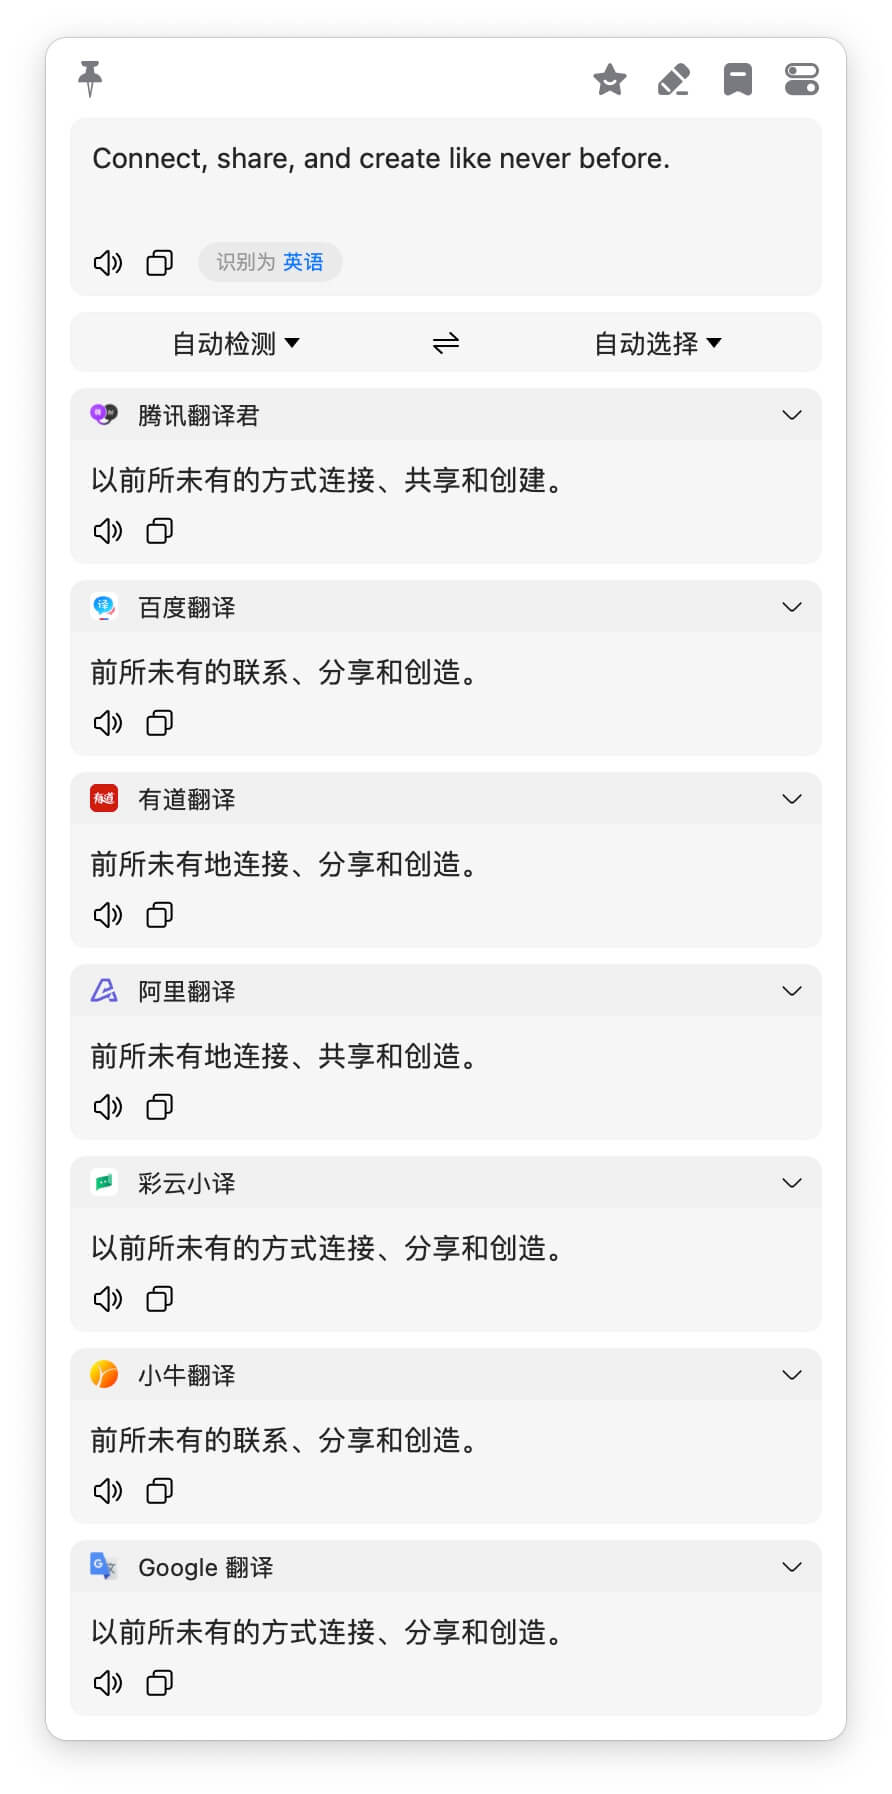 Connect, share, and create like never before.
识别为 英语
自动检测 自动选择
腾讯翻译君
以前所未有的方式连接、共享和创建。
译 百度翻译
前所未有的联系、分享和创造。
有道 有道翻译
前所未有地连接、分享和创造。
阿里翻译
前所未有地连接、共享和创造。
彩云小译
以前所未有的方式连接、分享和创造。
小牛翻译
前所未有的联系、分享和创造。
G 文 Google 翻译
以前所未有的方式连接、分享和创造。